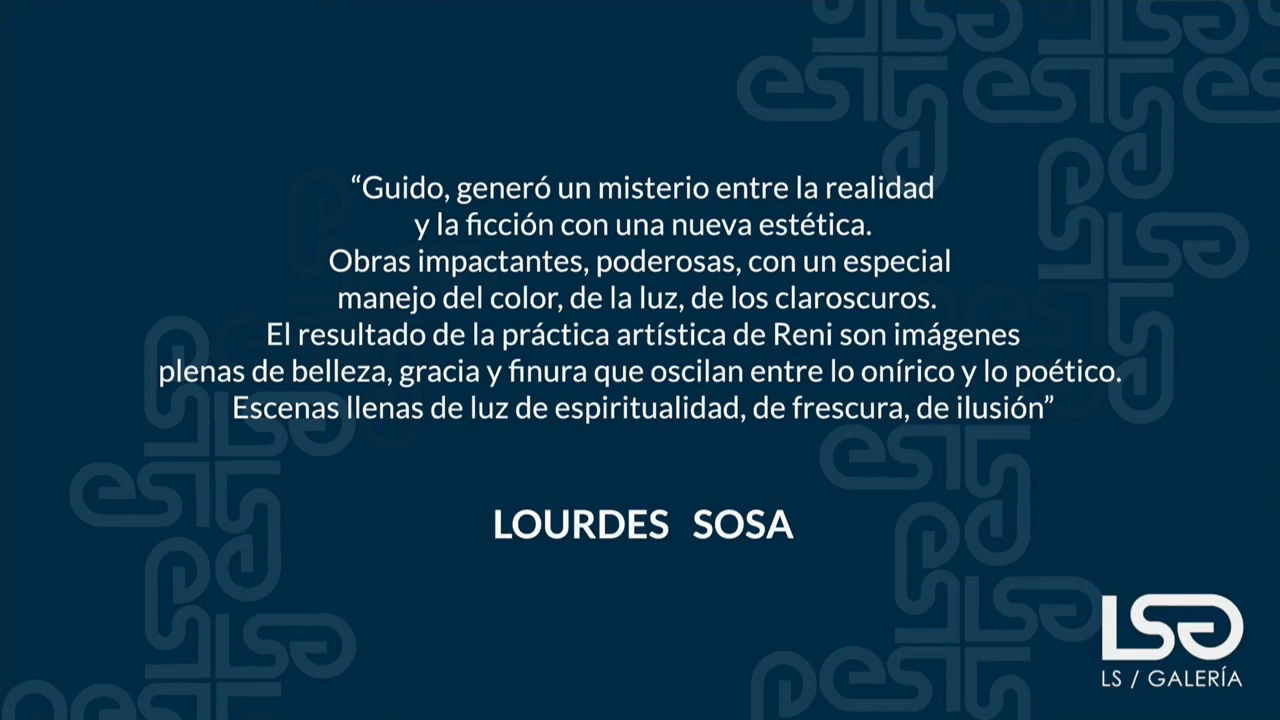 “Guido, generó un misterio entre la realidad
y la ficción con una nueva estética.
Obras impactantes, poderosas, con un especial
manejo del color, de la luz, de los claroscuros.
El resultado de la práctica artística de Reni son imágenes
plenas de belleza, gracia y finura que oscilan entre lo onírico y lo poético.
Escenas llenas de luz de espiritualidad, de frescura, de ilusión”
LOURDES SOSA
LSG
LS / GALERÍA